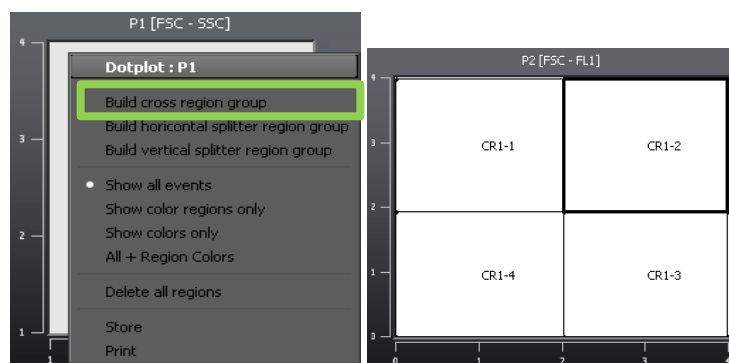 P1 [FSC - SSC]
4
3
2
1
1
Dotplot : P1
Build cross region group
Build horicontal splitter region group
Build vertical splitter region group
Show all events
Show color regions only
Show colors only
All + Region Colors
Delete all regions
Store
Print
P2 [FSC - FL1]
4
3
2
1
0
CR1-1
CR1-2
CR1-4
CR1-3
0
1
2
3
4